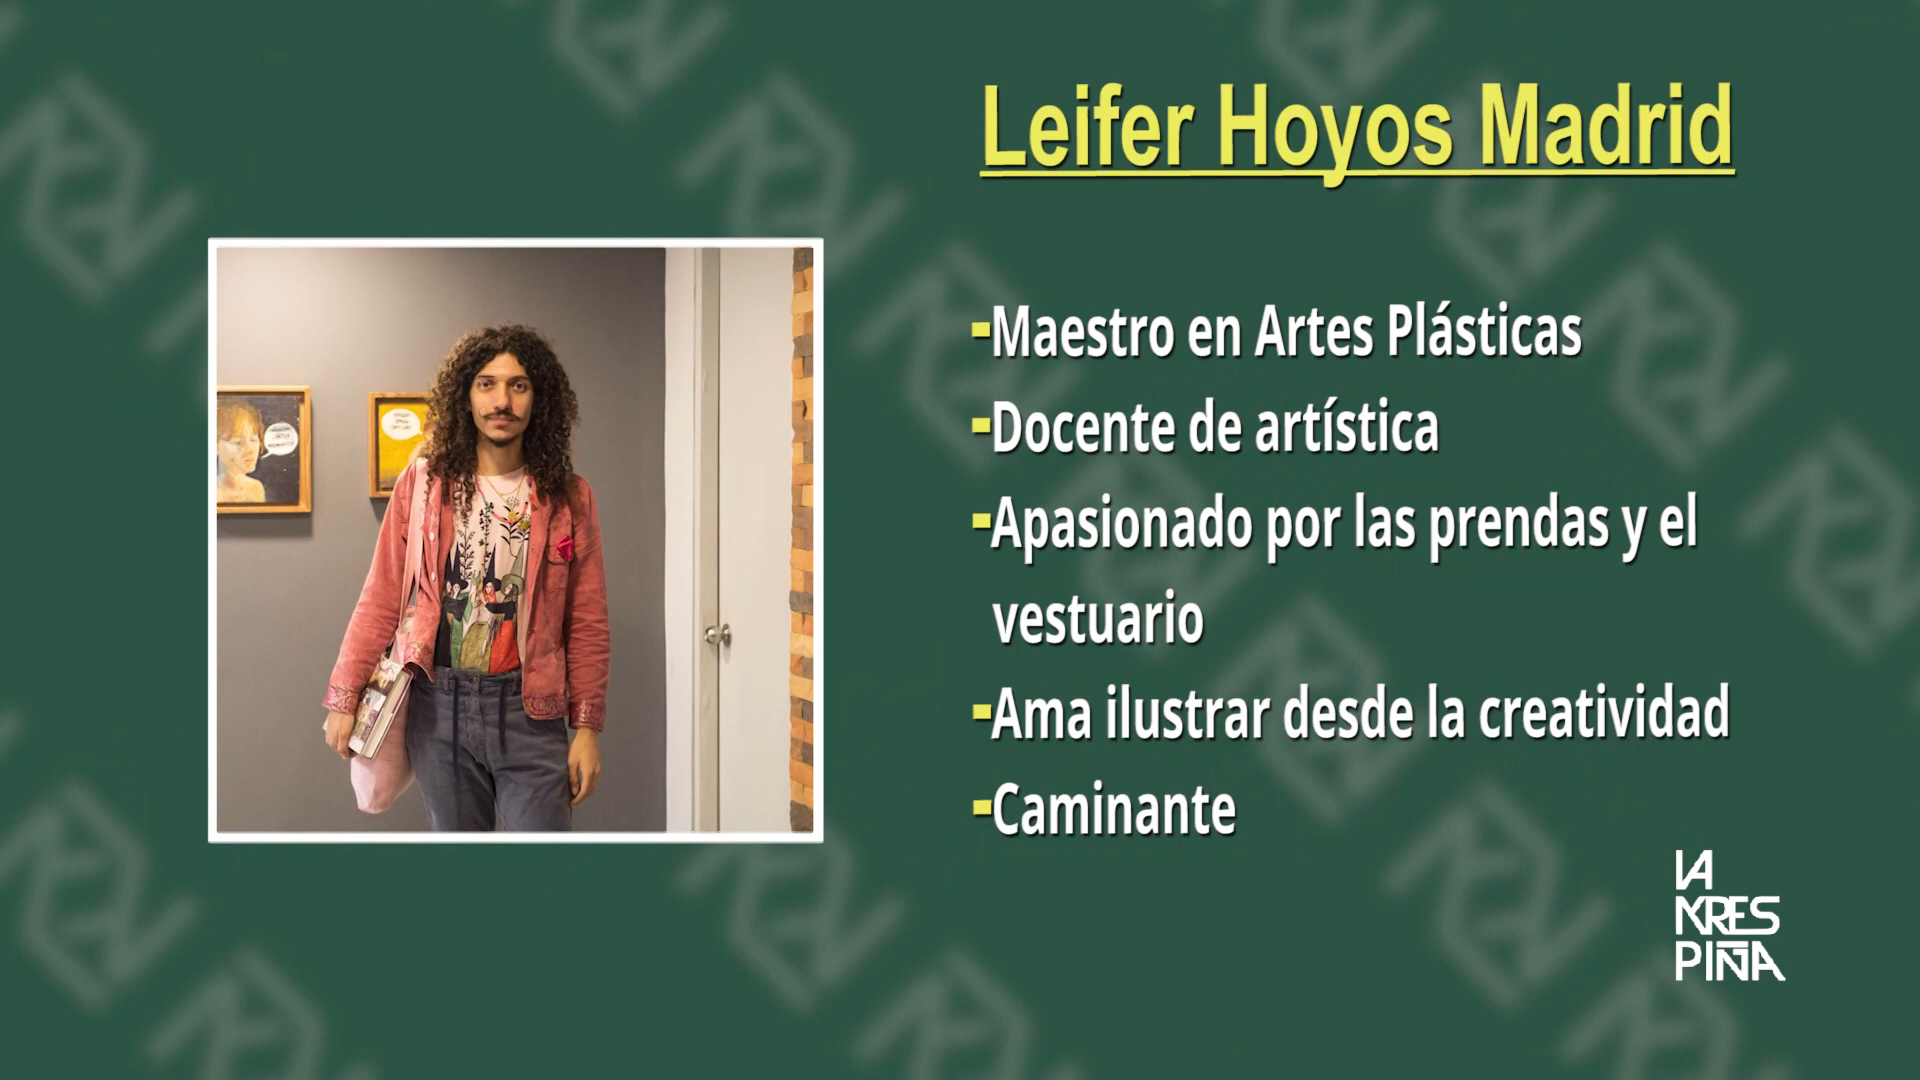 Leifer Hoyos Madrid
Maestro en Artes Plásticas
Docente de artística
Apasionado por las prendas y el
vestuario
Ama ilustrar desde la creatividad
Caminante
LA
KRES
PIÑA